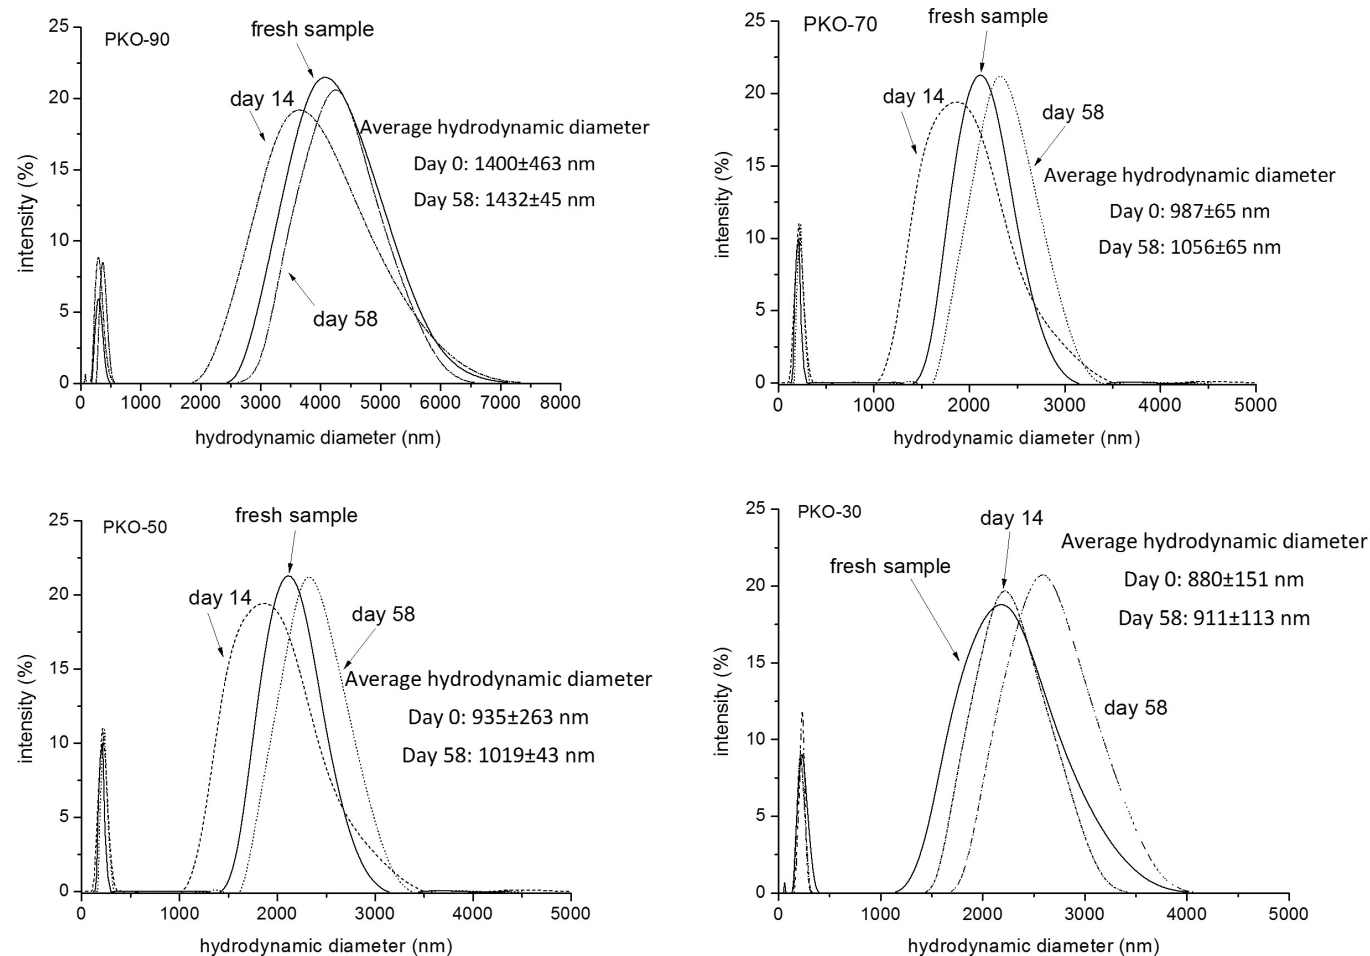 PKO-90
fresh sample
day 14
Average hydrodynamic diameter
Day 0: 1400±463 nm
Day 58: 1432±45 nm
day 58
intensity (%)
25
20
15
10
5
0
0 1000 2000 3000 4000 5000 6000 7000 8000
hydrodynamic diameter (nm)
PKO-70
fresh sample
day 14
day 58
Average hydrodynamic diameter
Day 0: 987±65 nm
Day 58: 1056±65 nm
intensity (%)
25
20
15
10
5
0
0 1000 2000 3000 4000 5000
hydrodynamic diameter (nm)
PKO-50
fresh sample
day 14
day 58
Average hydrodynamic diameter
Day 0: 935±263 nm
Day 58: 1019±43 nm
intensity (%)
25
20
15
10
5
0
0 1000 2000 3000 4000 5000
hydrodynamic diameter (nm)
PKO-30
day 14
fresh sample
Average hydrodynamic diameter
Day 0: 880±151 nm
Day 58: 911±113 nm
day 58
intensity (%)
25
20
15
10
5
0
0 1000 2000 3000 4000 5000
hydrodynamic diameter (nm)